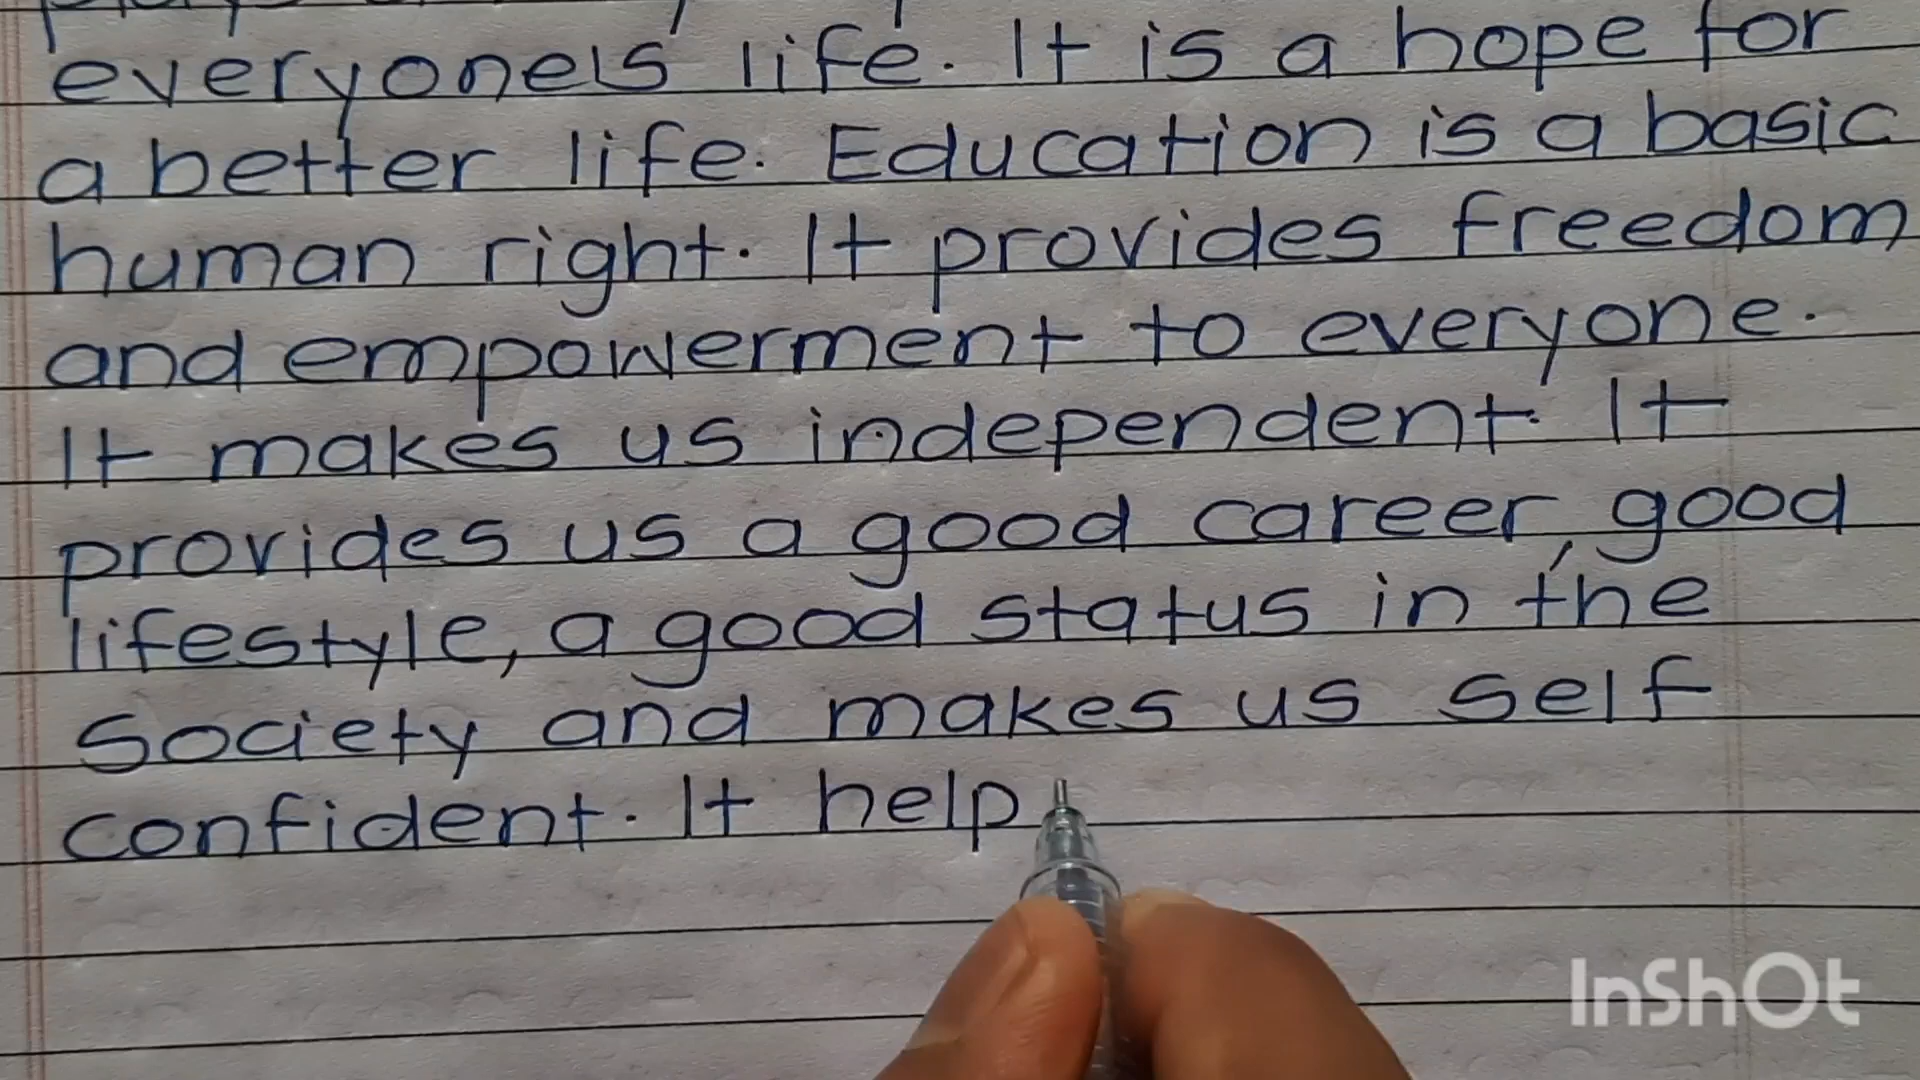 everyone's life. It is a hope for
a better life. Education is a basic
human right. It provides freedom
and empowerment to everyone.
It makes us independent. It
provides us a good career, good
lifestyle, a good status in the
society and makes us self
confident. It help
InShOt